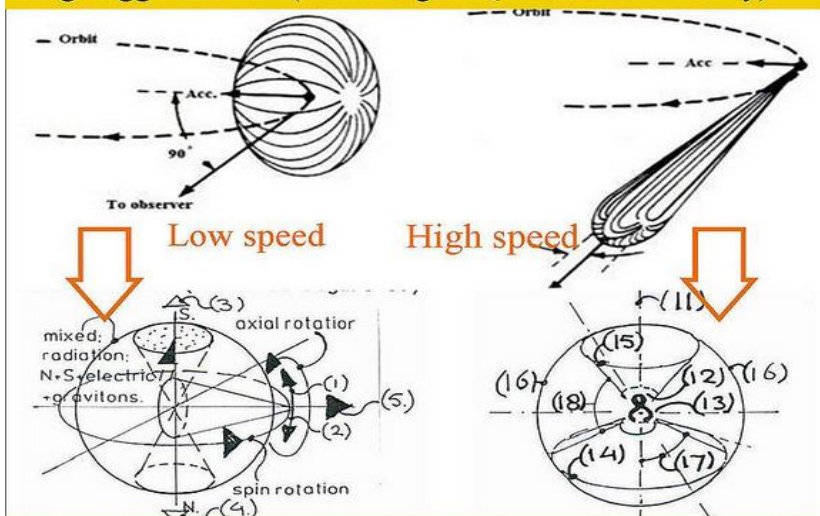 Orbit
Acc.
90°
To observer
Orbit
Acc
Low speed
High speed
(3)
S.
axial rotation
mixed;
radiation;
N+S+electric/
+gravitons.
(1)
(2)
(5.)
spin rotation
N.
(4.)
(11)
(15)
(16)
(12)
(16)
(18)
8
(13)
(14)
(17)